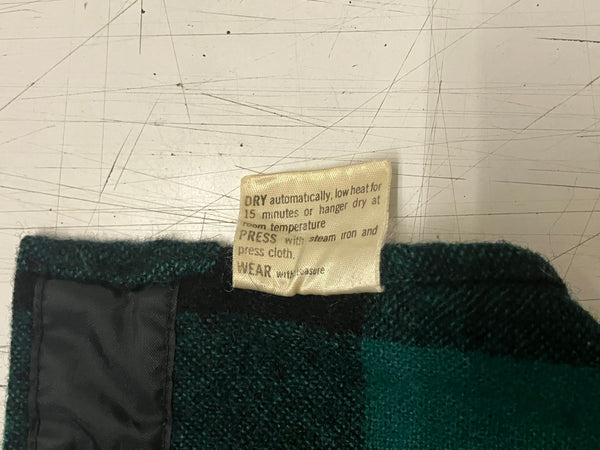 DRY automatically, low heat for
15 minutes or hanger dry at
room temperature
PRESS with steam iron and
press cloth.
WEAR with pleasure